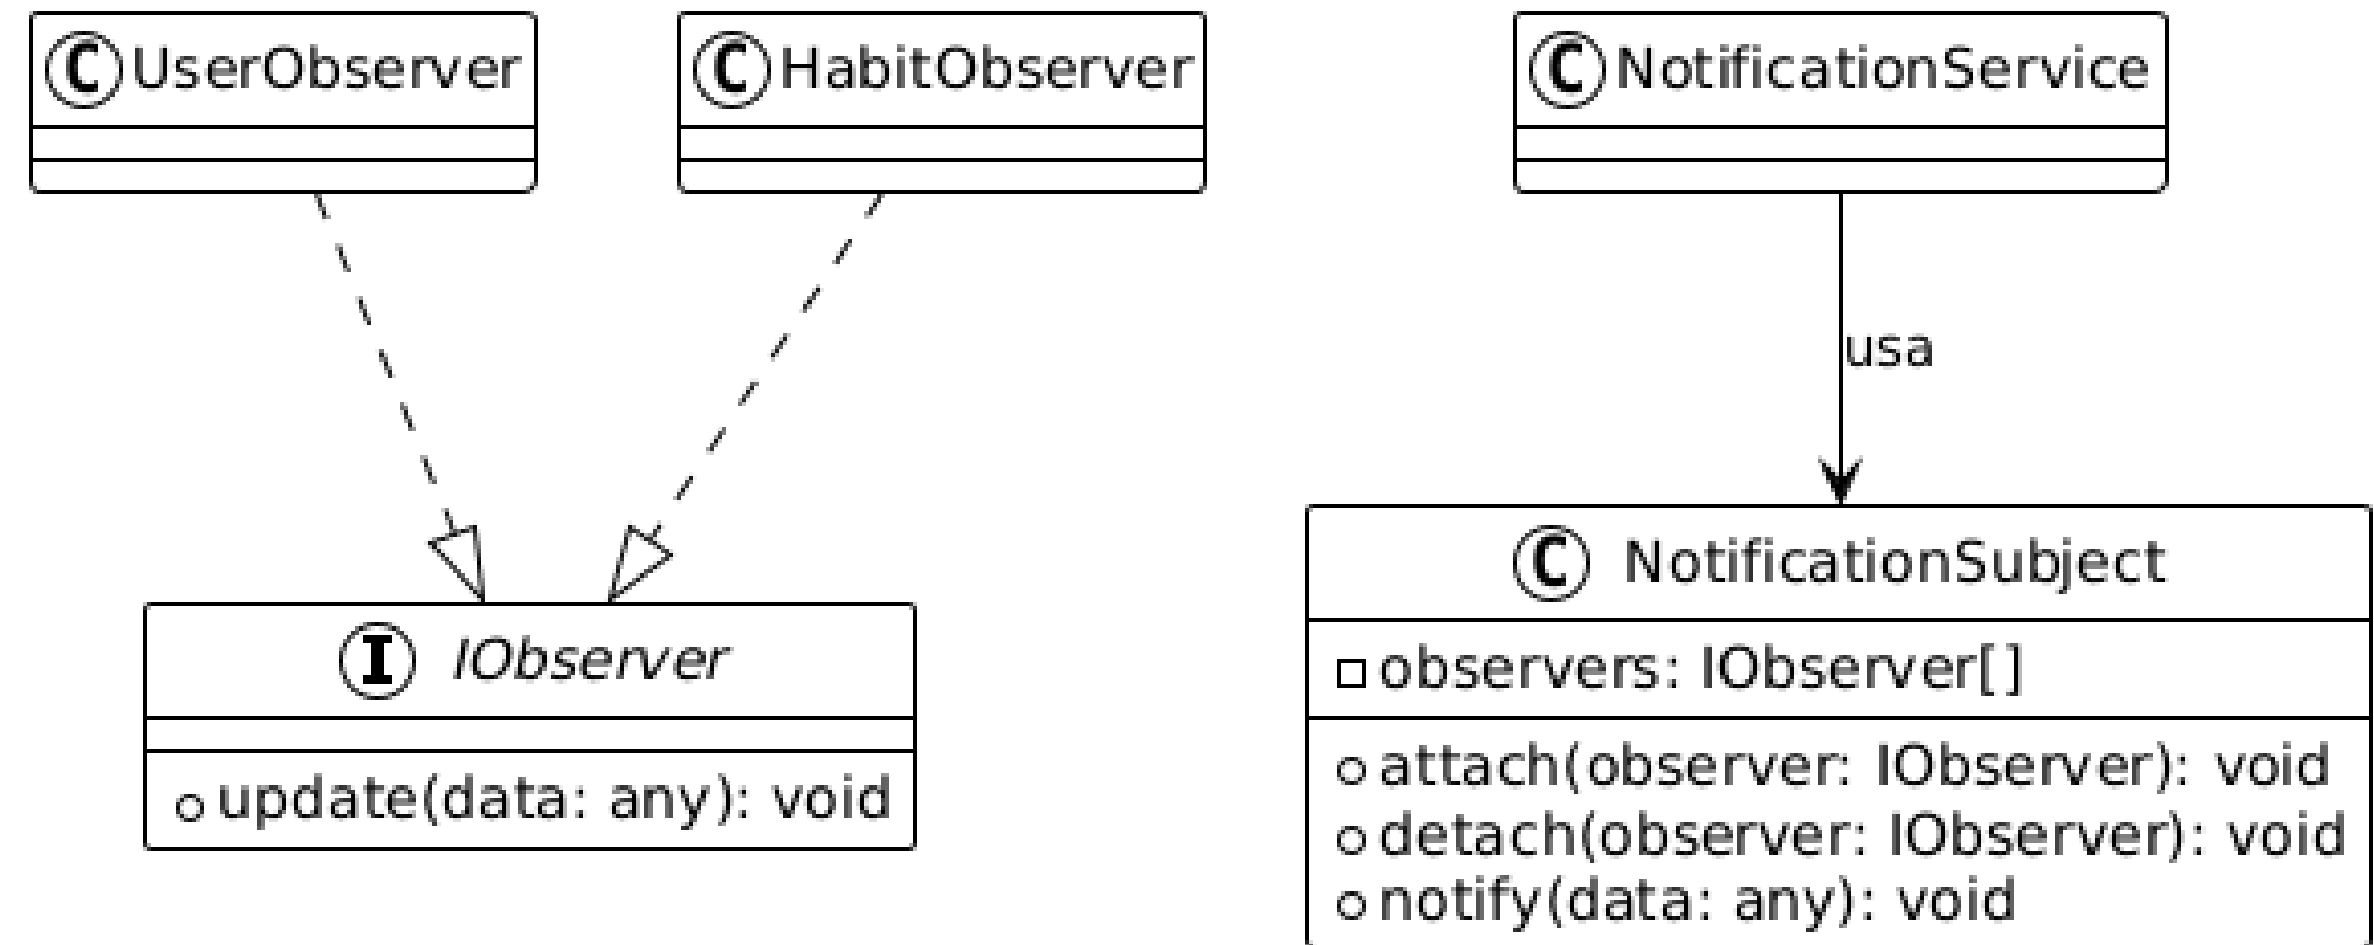 C UserObserver
C HabitObserver
C NotificationService
usa
I IObserver
update(data: any): void
C NotificationSubject
observers: IObserver[]
attach(observer: IObserver): void
detach(observer: IObserver): void
notify(data: any): void